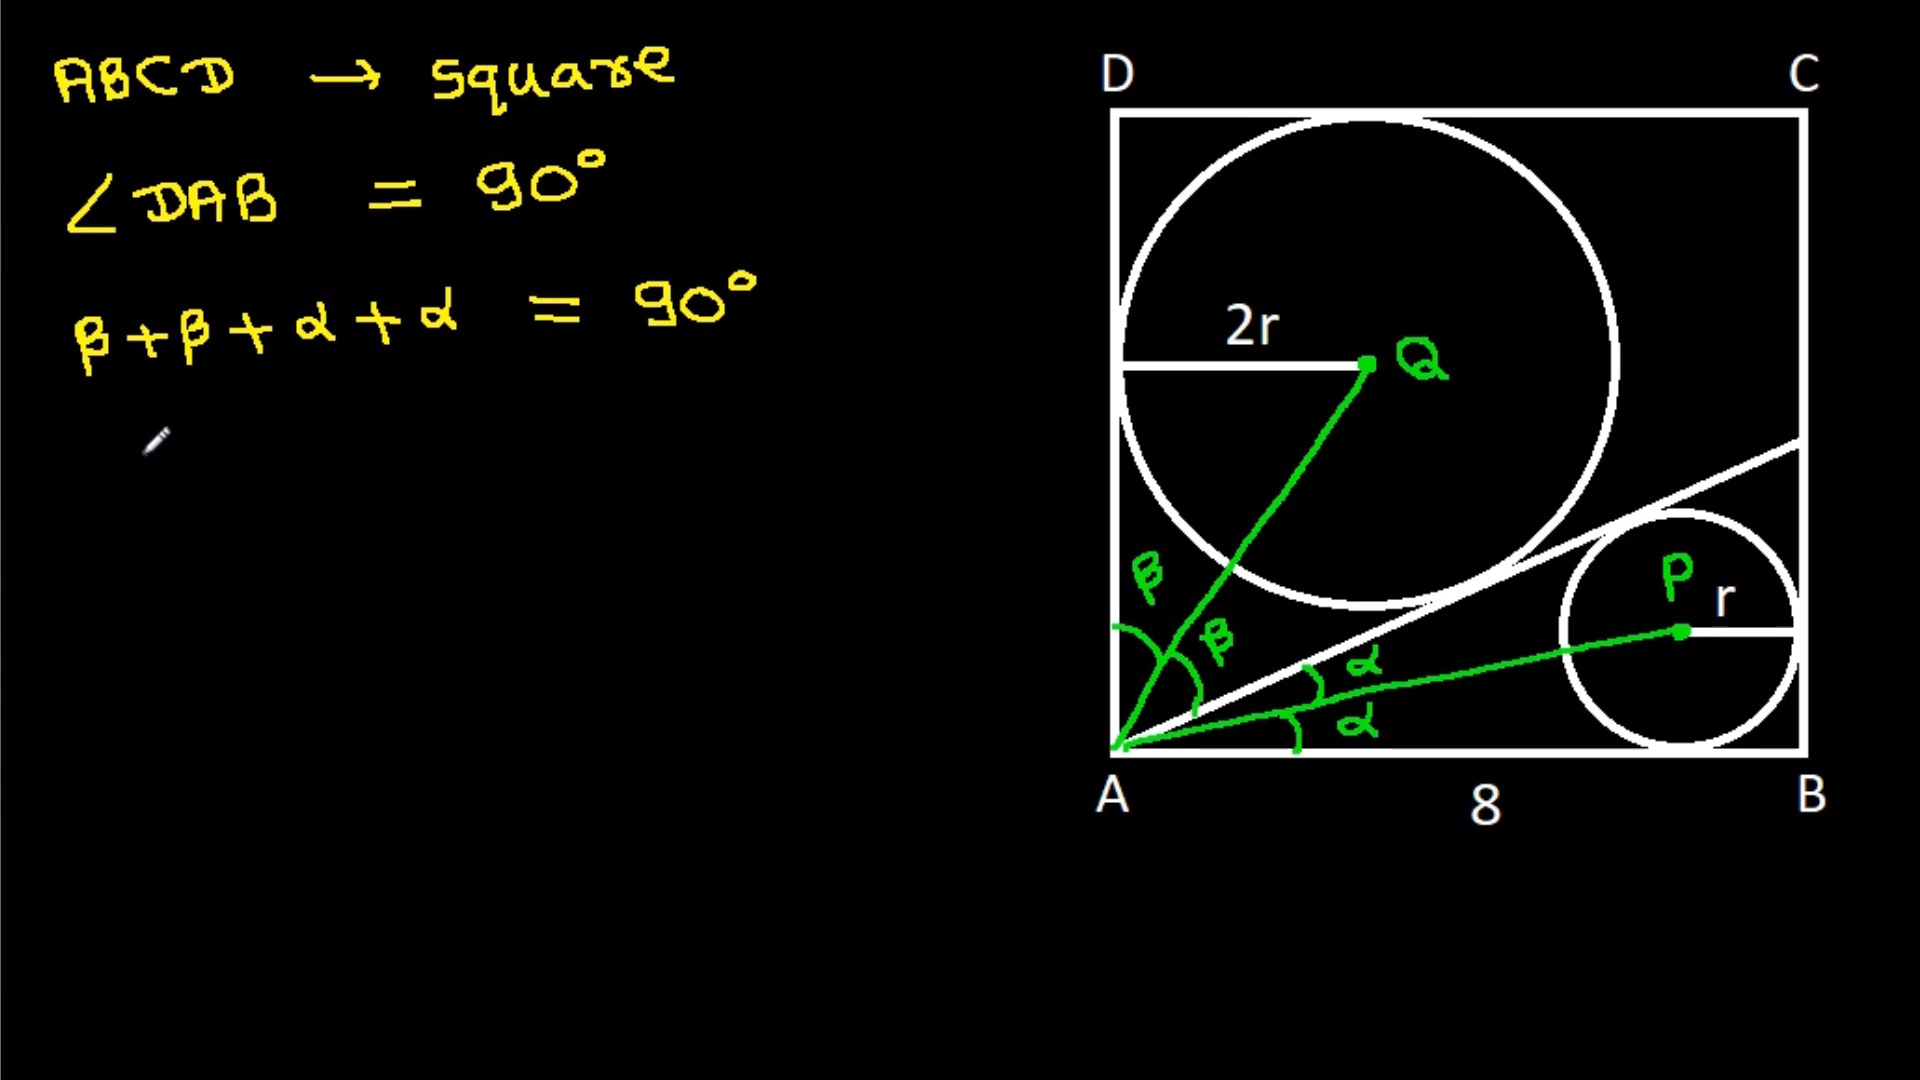 ABCD → square
∠DAB = 90°
β+β+α+α = 90°
D C
2r Q
β
P
r
β
α
α
A B
8